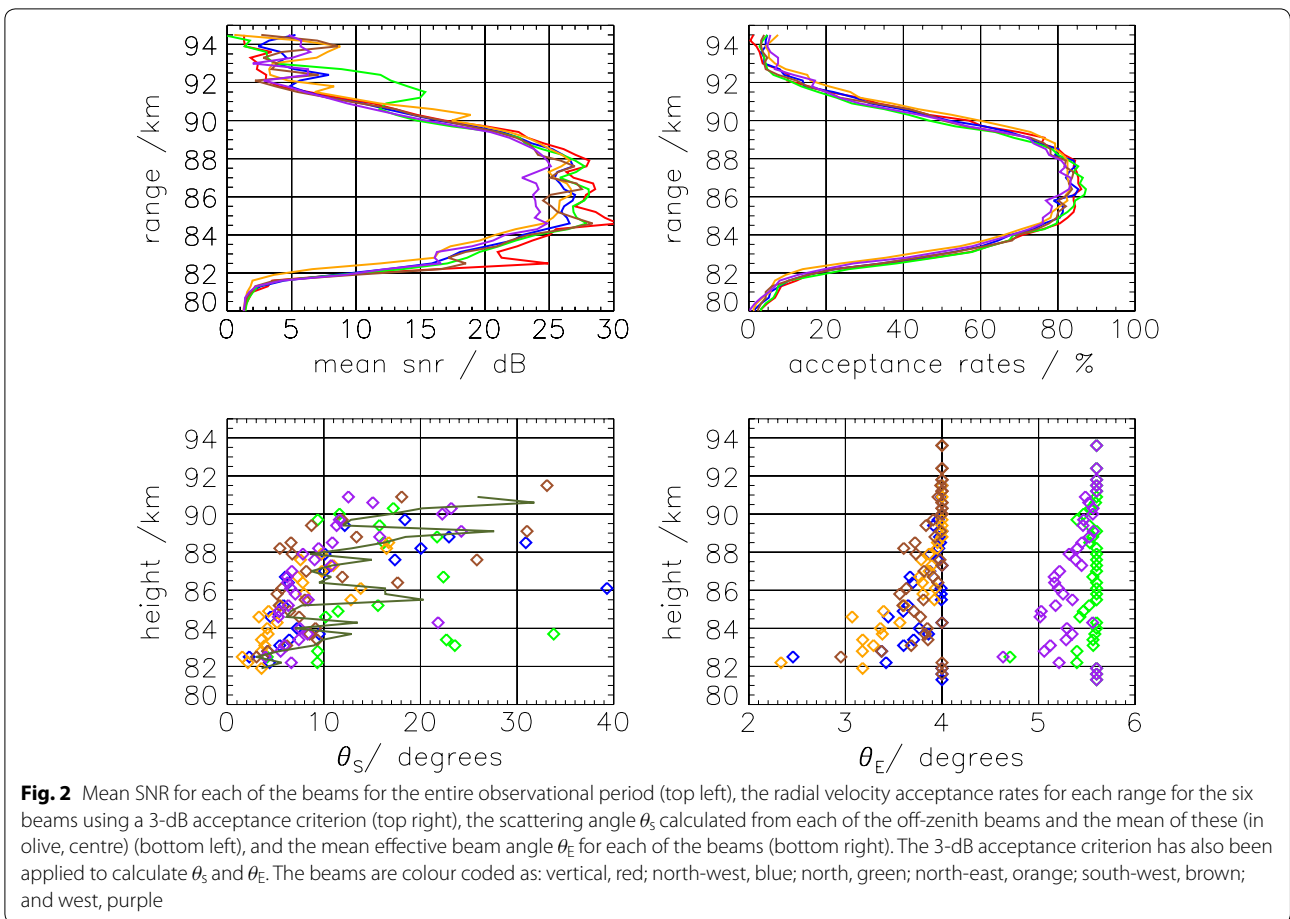 94
92
90
88
86
84
82
80
range /km
0 5 10 15 20 25 30
mean snr / dB
94
92
90
88
86
84
82
80
range /km
0 20 40 60 80 100
acceptance rates / %
94
92
90
88
86
84
82
80
height /km
0 10 20 30 40
θS/ degrees
94
92
90
88
86
84
82
80
height /km
2 3 4 5 6
θE/ degrees
Fig. 2 Mean SNR for each of the beams for the entire observational period (top left), the radial velocity acceptance rates for each range for the six
beams using a 3-dB acceptance criterion (top right), the scattering angle θS calculated from each of the off-zenith beams and the mean of these (in
olive, centre) (bottom left), and the mean effective beam angle θE for each of the beams (bottom right). The 3-dB acceptance criterion has also been
applied to calculate θS and θE. The beams are colour coded as: vertical, red; north-west, blue; north, green; north-east, orange; south-west, brown;
and west, purple